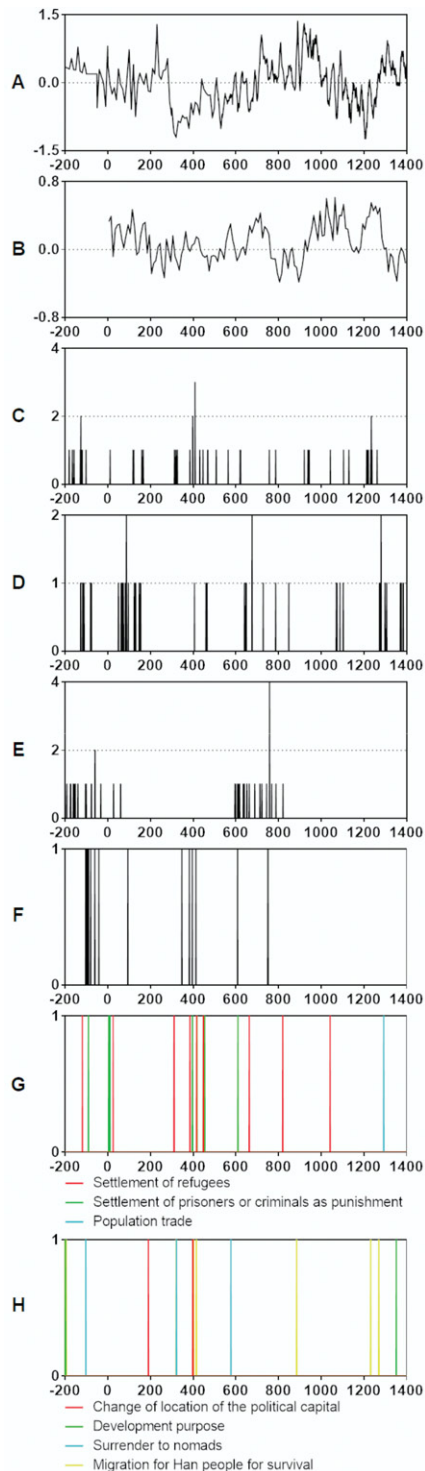 A
1.5
0.0
-1.5
-200 0 200 400 600 800 1000 1200 1400
B
0.8
0.0
-0.8
-200 0 200 400 600 800 1000 1200 1400
C
4
2
0
-200 0 200 400 600 800 1000 1200 1400
D
2
1
0
-200 0 200 400 600 800 1000 1200 1400
E
4
2
0
-200 0 200 400 600 800 1000 1200 1400
F
1
0
-200 0 200 400 600 800 1000 1200 1400
G
1
0
-200 0 200 400 600 800 1000 1200 1400
Settlement of refugees
Settlement of prisoners or criminals as punishment
Population trade
H
1
0
-200 0 200 400 600 800 1000 1200 1400
Change of location of the political capital
Development purpose
Surrender to nomads
Migration for Han people for survival